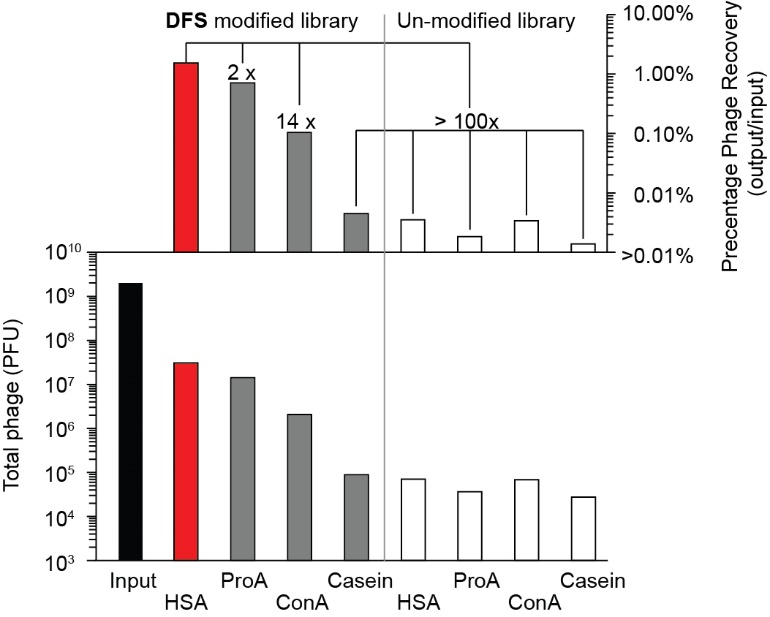 DFS modified library Un-modified library
10.00%
2 x
1.00%
14 x > 100x
0.10%
0.01%
>0.01%
Precentage Phage Recovery
(output/input)
10¹⁰
10⁹
10⁸
10⁷
10⁶
10⁵
10⁴
10³
Total phage (PFU)
Input ProA Casein ProA Casein
HSA ConA HSA ConA